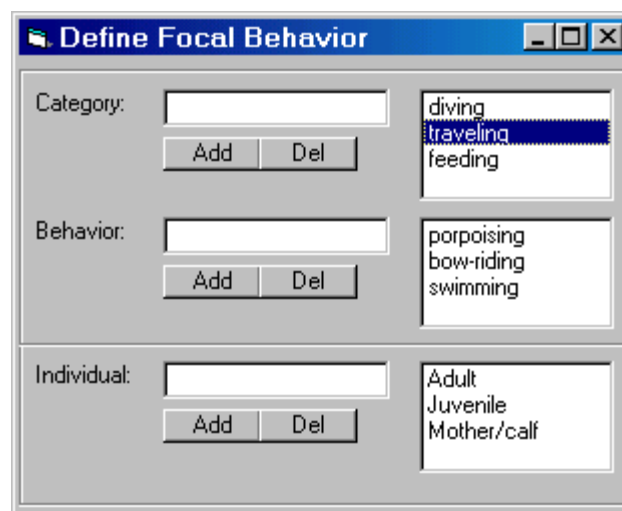 Define Focal Behavior
Category:
Add Del
diving
traveling
feeding
Behavior:
Add Del
porpoising
bow-riding
swimming
Individual:
Add Del
Adult
Juvenile
Mother/calf